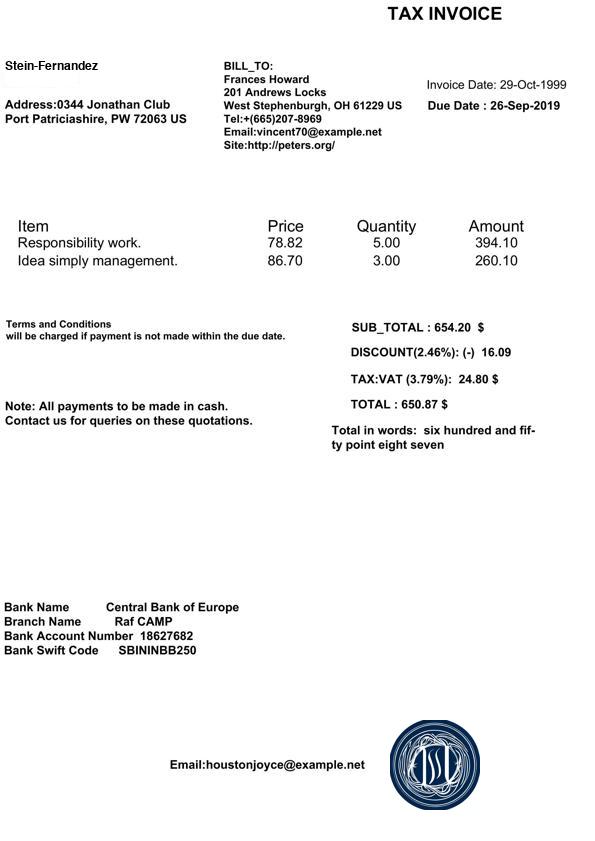 TAX INVOICE
Stein-Fernandez
Address:0344 Jonathan Club
Port Patriciashire, PW 72063 US
BILL_TO:
Frances Howard
201 Andrews Locks
West Stephenburgh, OH 61229 US
Tel:+(665)207-8969
Email:vincent70@example.net
Site:http://peters.org/
Invoice Date: 29-Oct-1999
Due Date : 26-Sep-2019
Item Price Quantity Amount
Responsibility work. 78.82 5.00 394.10
Idea simply management. 86.70 3.00 260.10
Terms and Conditions
will be charged if payment is not made within the due date.
SUB_TOTAL : 654.20 $
DISCOUNT(2.46%): (-) 16.09
TAX:VAT (3.79%): 24.80 $
TOTAL : 650.87 $
Note: All payments to be made in cash.
Contact us for queries on these quotations.
Total in words: six hundred and fif-
ty point eight seven
Bank Name Central Bank of Europe
Branch Name Raf CAMP
Bank Account Number 18627682
Bank Swift Code SBININBB250
Email:houstonjoyce@example.net